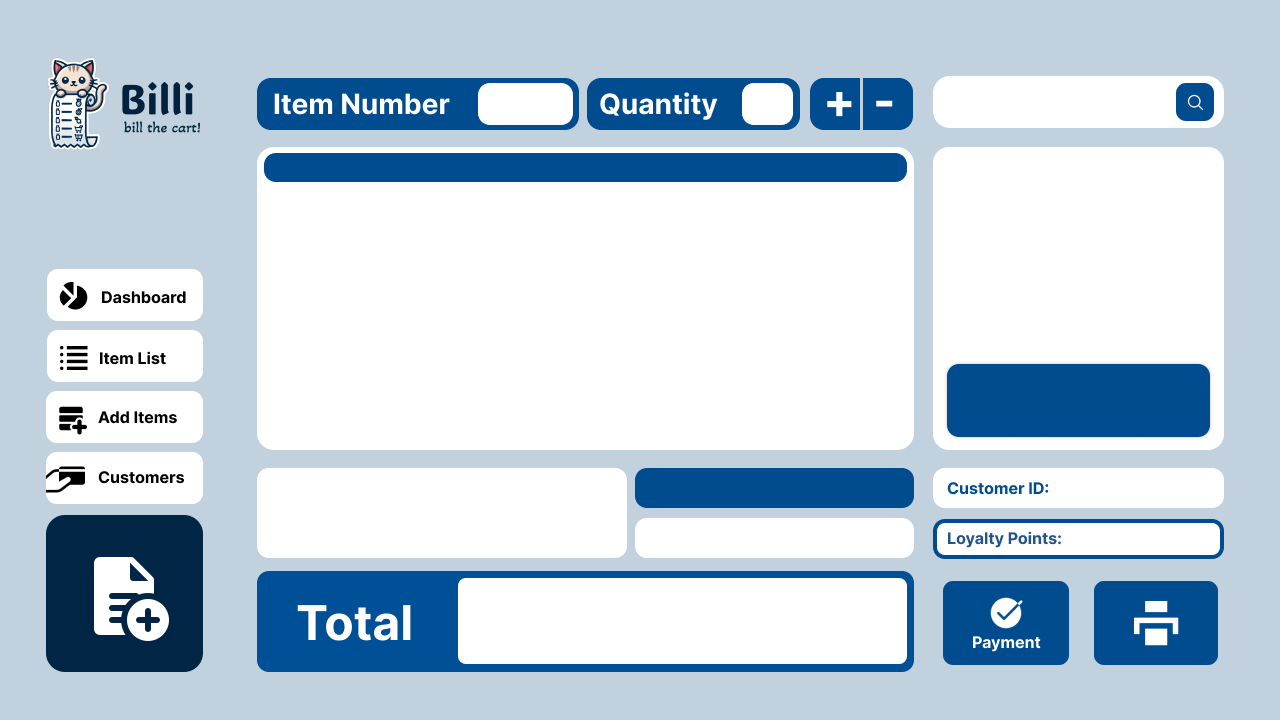 Billi
bill the cart!
Item Number
Quantity
+
-
Dashboard
Item List
Add Items
Customers
Customer ID:
Loyalty Points:
Total
Payment